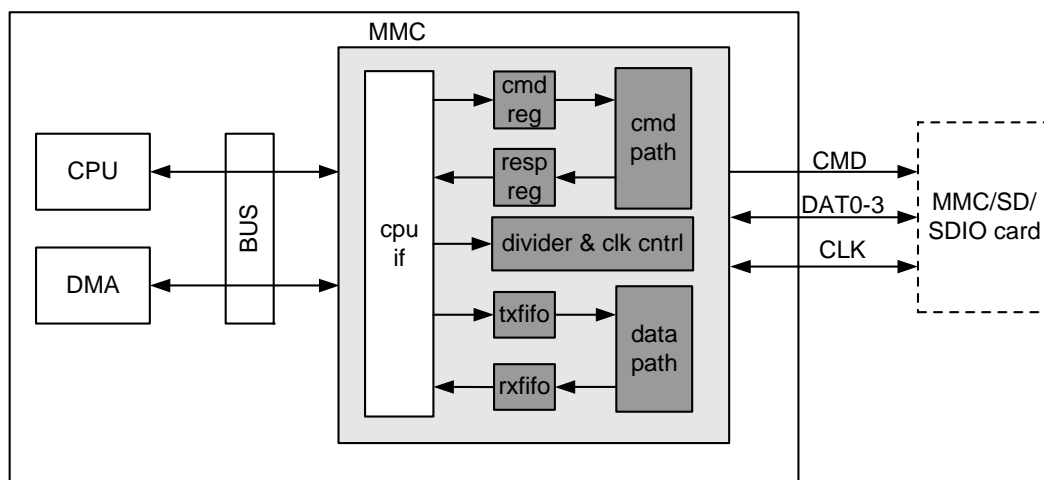 MMC
CPU
DMA
BUS
cpu
if
cmd
reg
resp
reg
cmd
path
divider & clk cntrl
txfifo
rxfifo
data
path
CMD
DAT0-3
CLK
MMC/SD/
SDIO card